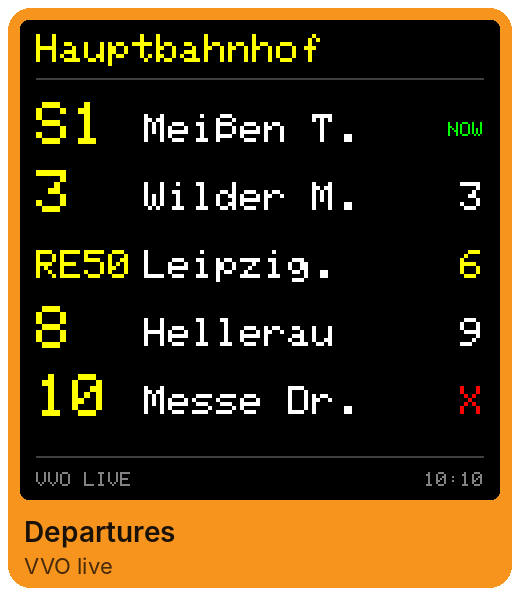 Hauptbahnhof
S1 Meißen T. NOW
3 Wilder M. 3
RE50 Leipzig. 6
8 Hellerau 9
10 Messe Dr. X
VVO LIVE 10:10
Departures
VVO live